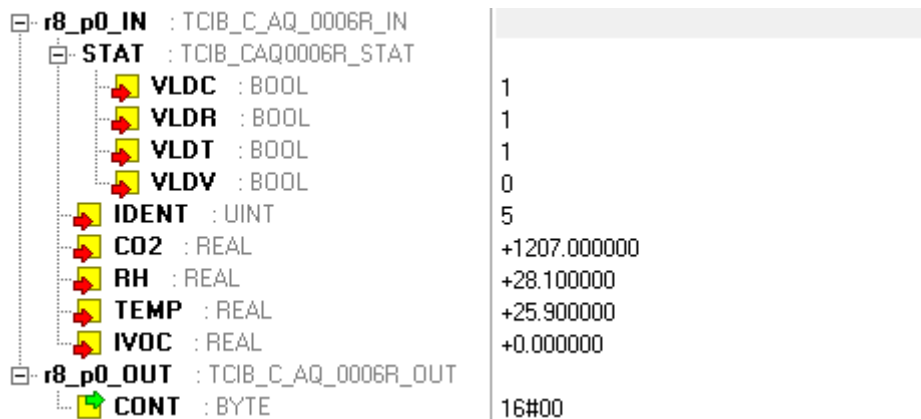 r8_p0_IN : TCIB_C_AQ_0006R_IN
STAT : TCIB_CAQ0006R_STAT
VLDC : BOOL 1
VLDR : BOOL 1
VLDT : BOOL 1
VLDV : BOOL 0
IDENT : UINT 5
CO2 : REAL +1207.000000
RH : REAL +28.100000
TEMP : REAL +25.900000
IVOC : REAL +0.000000
r8_p0_OUT : TCIB_C_AQ_0006R_OUT
CONT : BYTE 16#00